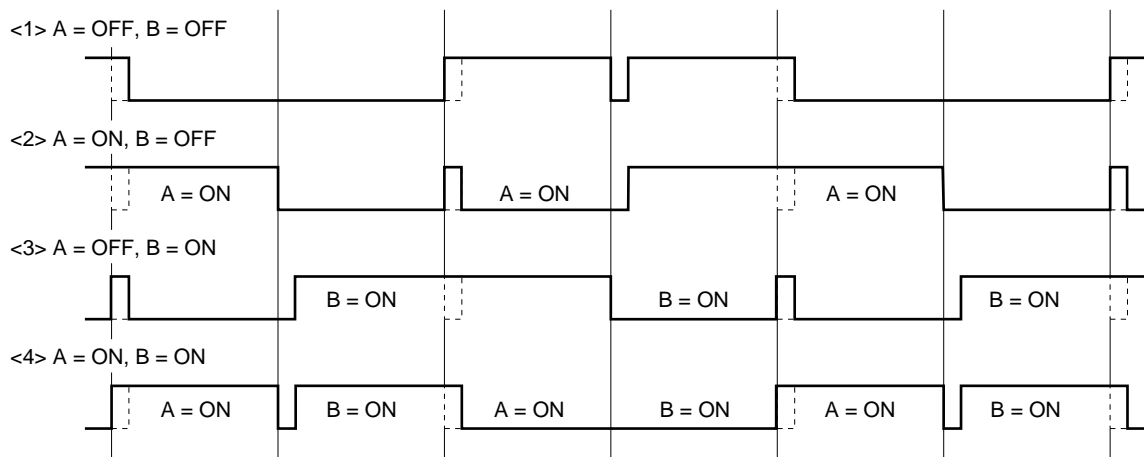 <1> A = OFF, B = OFF
<2> A = ON, B = OFF
A = ON A = ON A = ON
<3> A = OFF, B = ON
B = ON B = ON B = ON
<4> A = ON, B = ON
A = ON B = ON A = ON B = ON A = ON B = ON